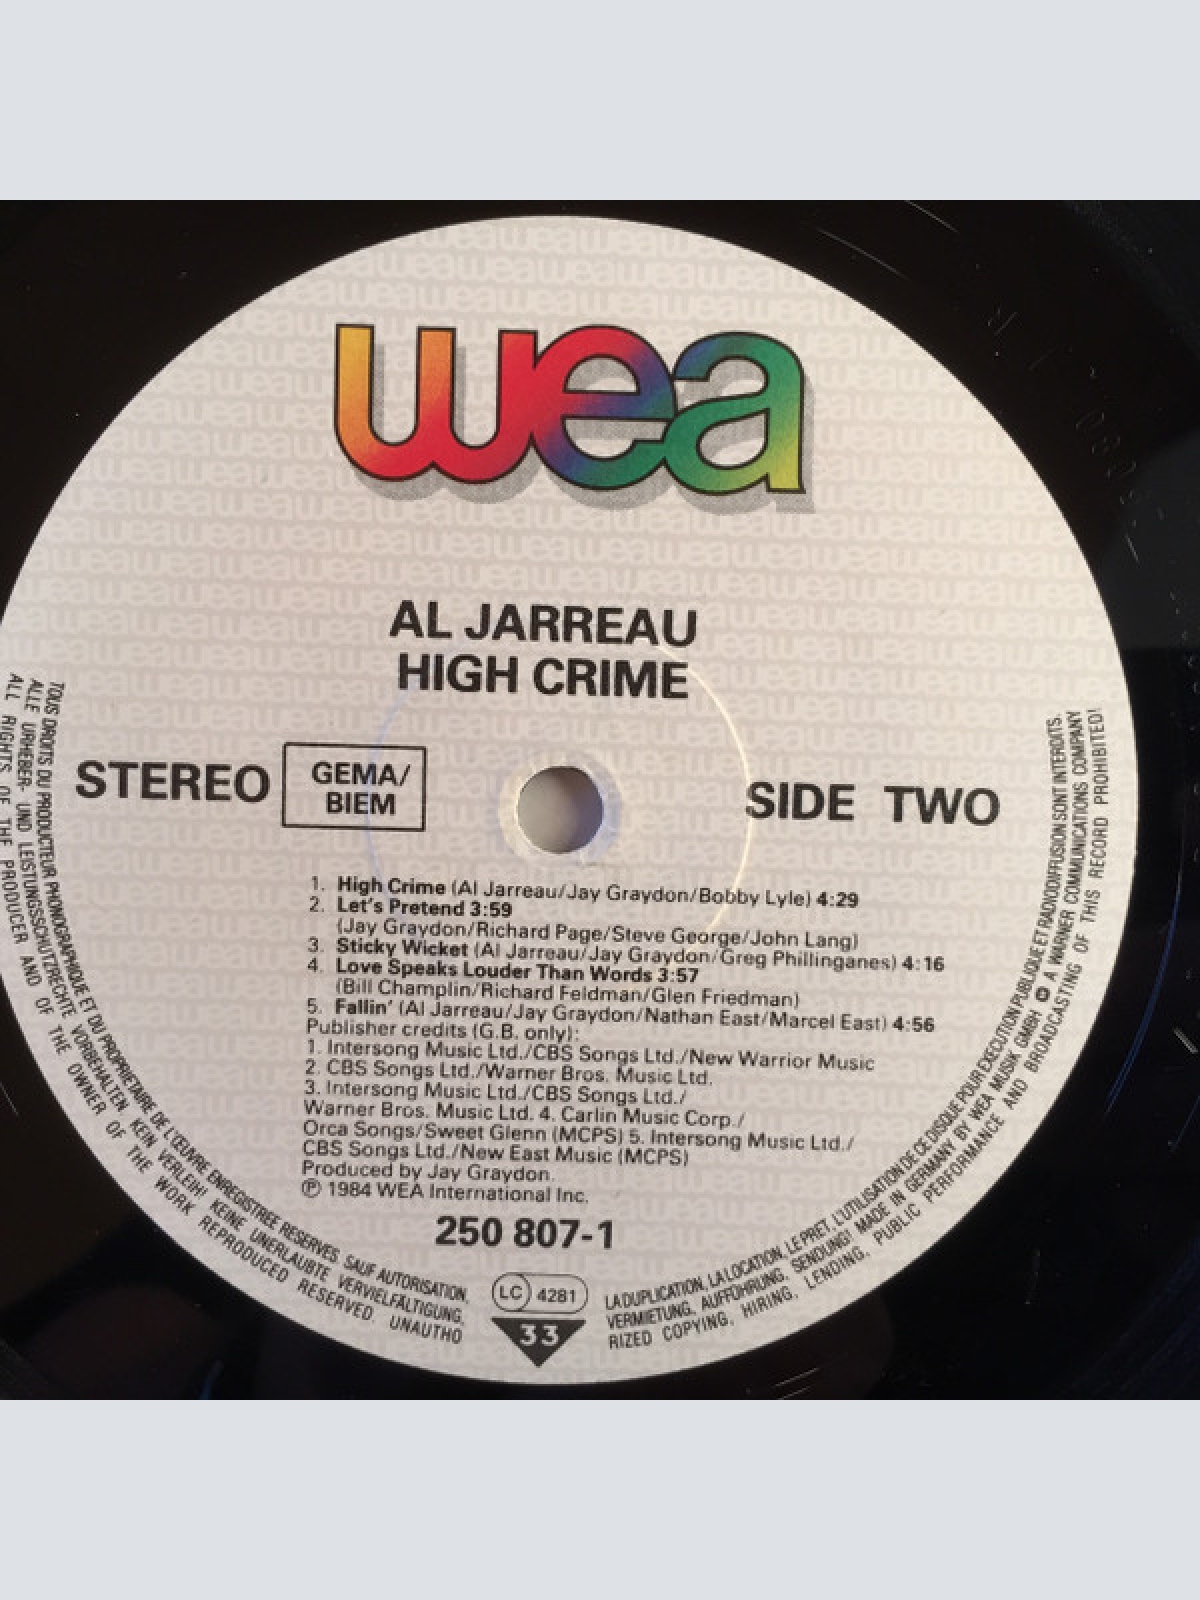 wea
AL JARREAU
HIGH CRIME
STEREO
GEMA/
BIEM
SIDE TWO
1. High Crime (Al Jarreau/Jay Graydon/Bobby Lyle) 4:29
2. Let's Pretend 3:59
(Jay Graydon/Richard Page/Steve George/John Lang)
3. Sticky Wicket (Al Jarreau/Jay Graydon/Greg Phillinganes) 4:16
4. Love Speaks Louder Than Words 3:57
(Bill Champlin/Richard Feldman/Glen Friedman)
5. Fallin' (Al Jarreau/Jay Graydon/Nathan East/Marcel East) 4:56
Publisher credits (G.B. only):
1. Intersong Music Ltd./CBS Songs Ltd./New Warrior Music
2. CBS Songs Ltd./Warner Bros. Music Ltd.
3. Intersong Music Ltd./CBS Songs Ltd./
Warner Bros. Music Ltd. 4. Carlin Music Corp./
Orca Songs/Sweet Glenn (MCPS) 5. Intersong Music Ltd./
CBS Songs Ltd./New East Music (MCPS)
Produced by Jay Graydon.
℗ 1984 WEA International Inc.
250 807-1
LC 4281
33
TOUS DROITS DU PRODUCTEUR PHONOGRAPHIQUE ET DU PROPRIETAIRE DE L'ŒUVRE ENREGISTREE RESERVES. SAUF AUTORISATION, LA DUPLICATION, LA LOCATION, LE PRET, L'UTILISATION DE CE DISQUE POUR EXECUTION PUBLIQUE ET RADIODIFFUSION SONT INTERDITS.
ALLE URHEBER- UND LEISTUNGSSCHUTZRECHTE VORBEHALTEN. KEIN VERLEIH! KEINE UNERLAUBTE VERVIELFÄLTIGUNG, VERMIETUNG, AUFFÜHRUNG, SENDUNG! MADE IN GERMANY BY WEA MUSIK GMBH A WARNER COMMUNICATIONS COMPANY
ALL RIGHTS OF THE PRODUCER AND OF THE OWNER OF THE WORK REPRODUCED RESERVED. UNAUTHORIZED COPYING, HIRING, LENDING, PUBLIC PERFORMANCE AND BROADCASTING OF THIS RECORD PROHIBITED!